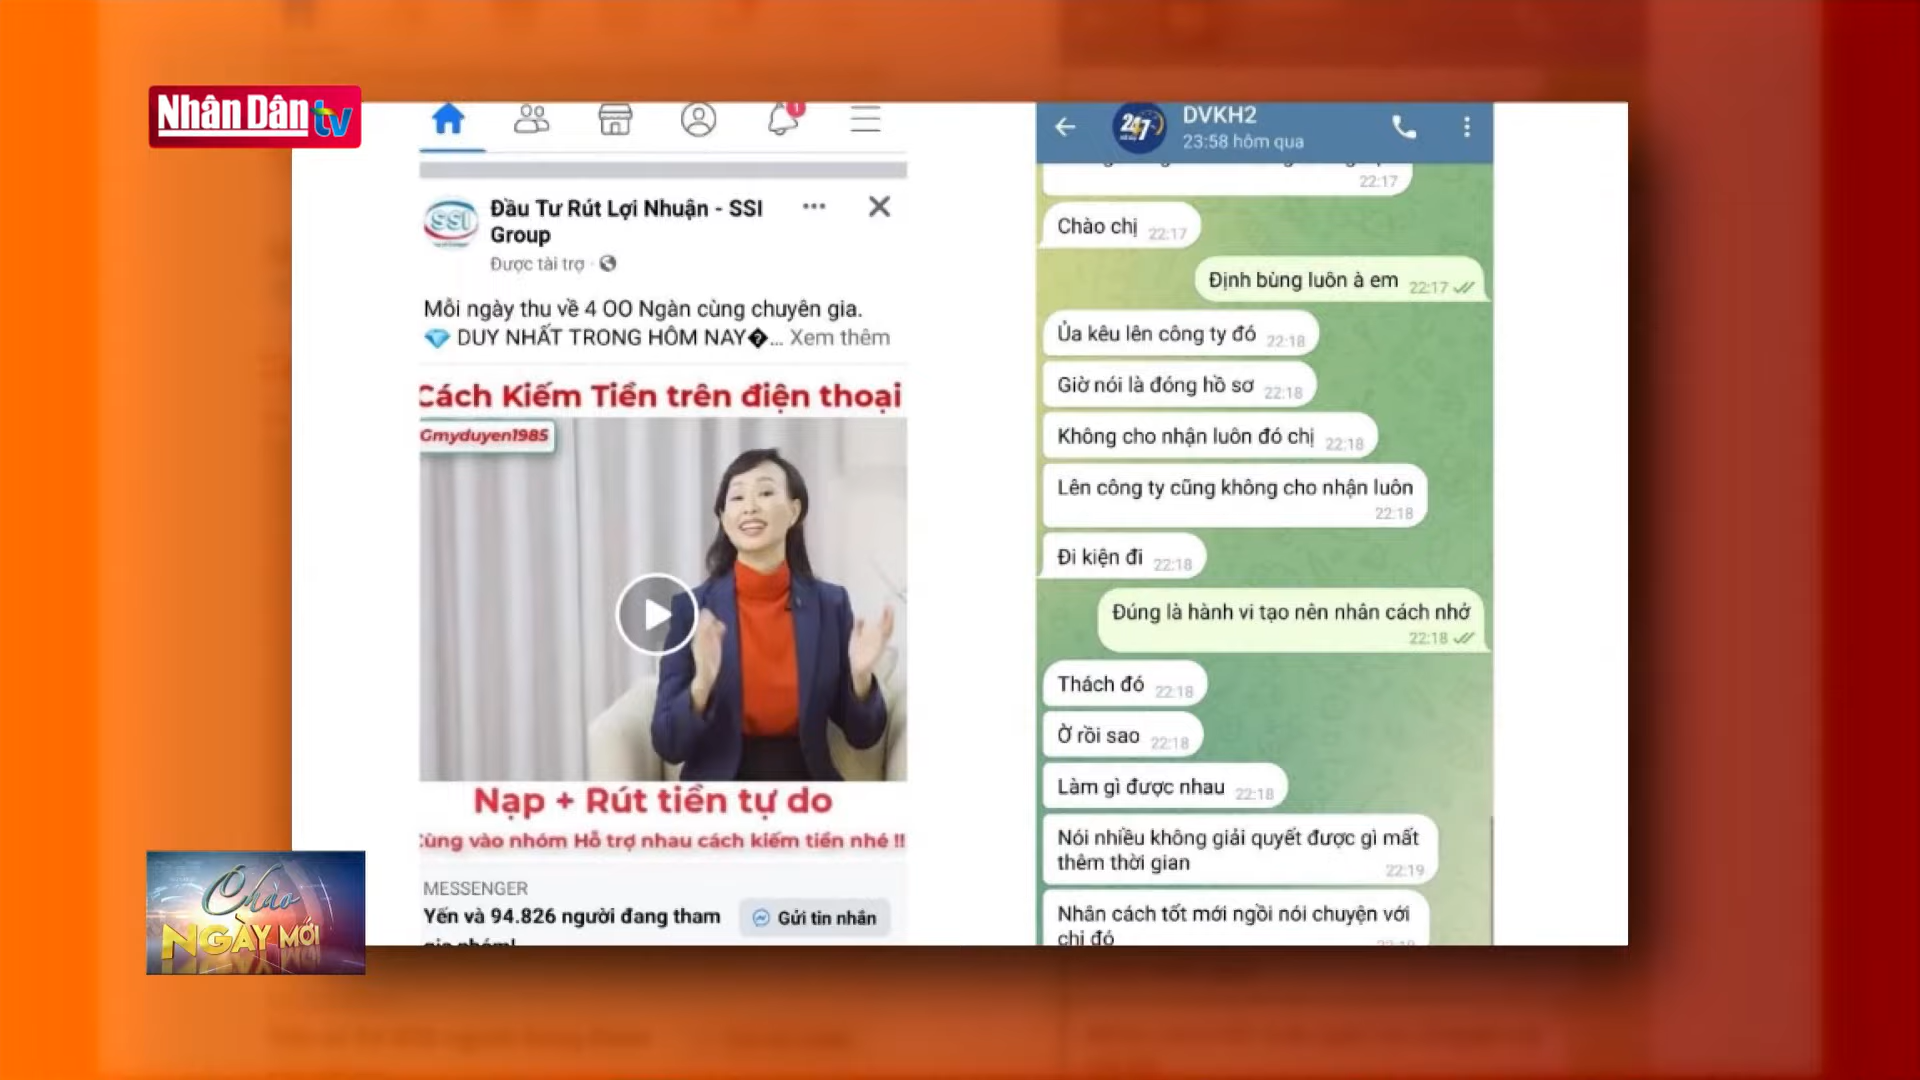 Nhân Dân tv
Đầu Tư Rút Lợi Nhuận - SSI
Group
Được tài trợ ·
SSI
Mỗi ngày thu về 4 OO Ngàn cùng chuyên gia.
DUY NHẤT TRONG HÔM NAY�... Xem thêm
Cách Kiếm Tiền trên điện thoại
Gmyduyen1985
Nạp + Rút tiền tự do
Cùng vào nhóm Hỗ trợ nhau cách kiếm tiền nhé !!
MESSENGER
Yến và 94.826 người đang tham
gia nhóm!
Gửi tin nhắn
1
247
DVKH2
23:58 hôm qua
22:17
Chào chị 22:17
Định bùng luôn à em 22:17
Ủa kêu lên công ty đó 22:18
Giờ nói là đóng hồ sơ 22:18
Không cho nhận luôn đó chị 22:18
Lên công ty cũng không cho nhận luôn
22:18
Đi kiện đi 22:18
Đúng là hành vi tạo nên nhân cách nhở
22:18
Thách đó 22:18
Ờ rồi sao 22:18
Làm gì được nhau 22:18
Nói nhiều không giải quyết được gì mất
thêm thời gian 22:19
Nhân cách tốt mới ngồi nói chuyện với
chị đó 22:19
Chào
NGÀY MỚI